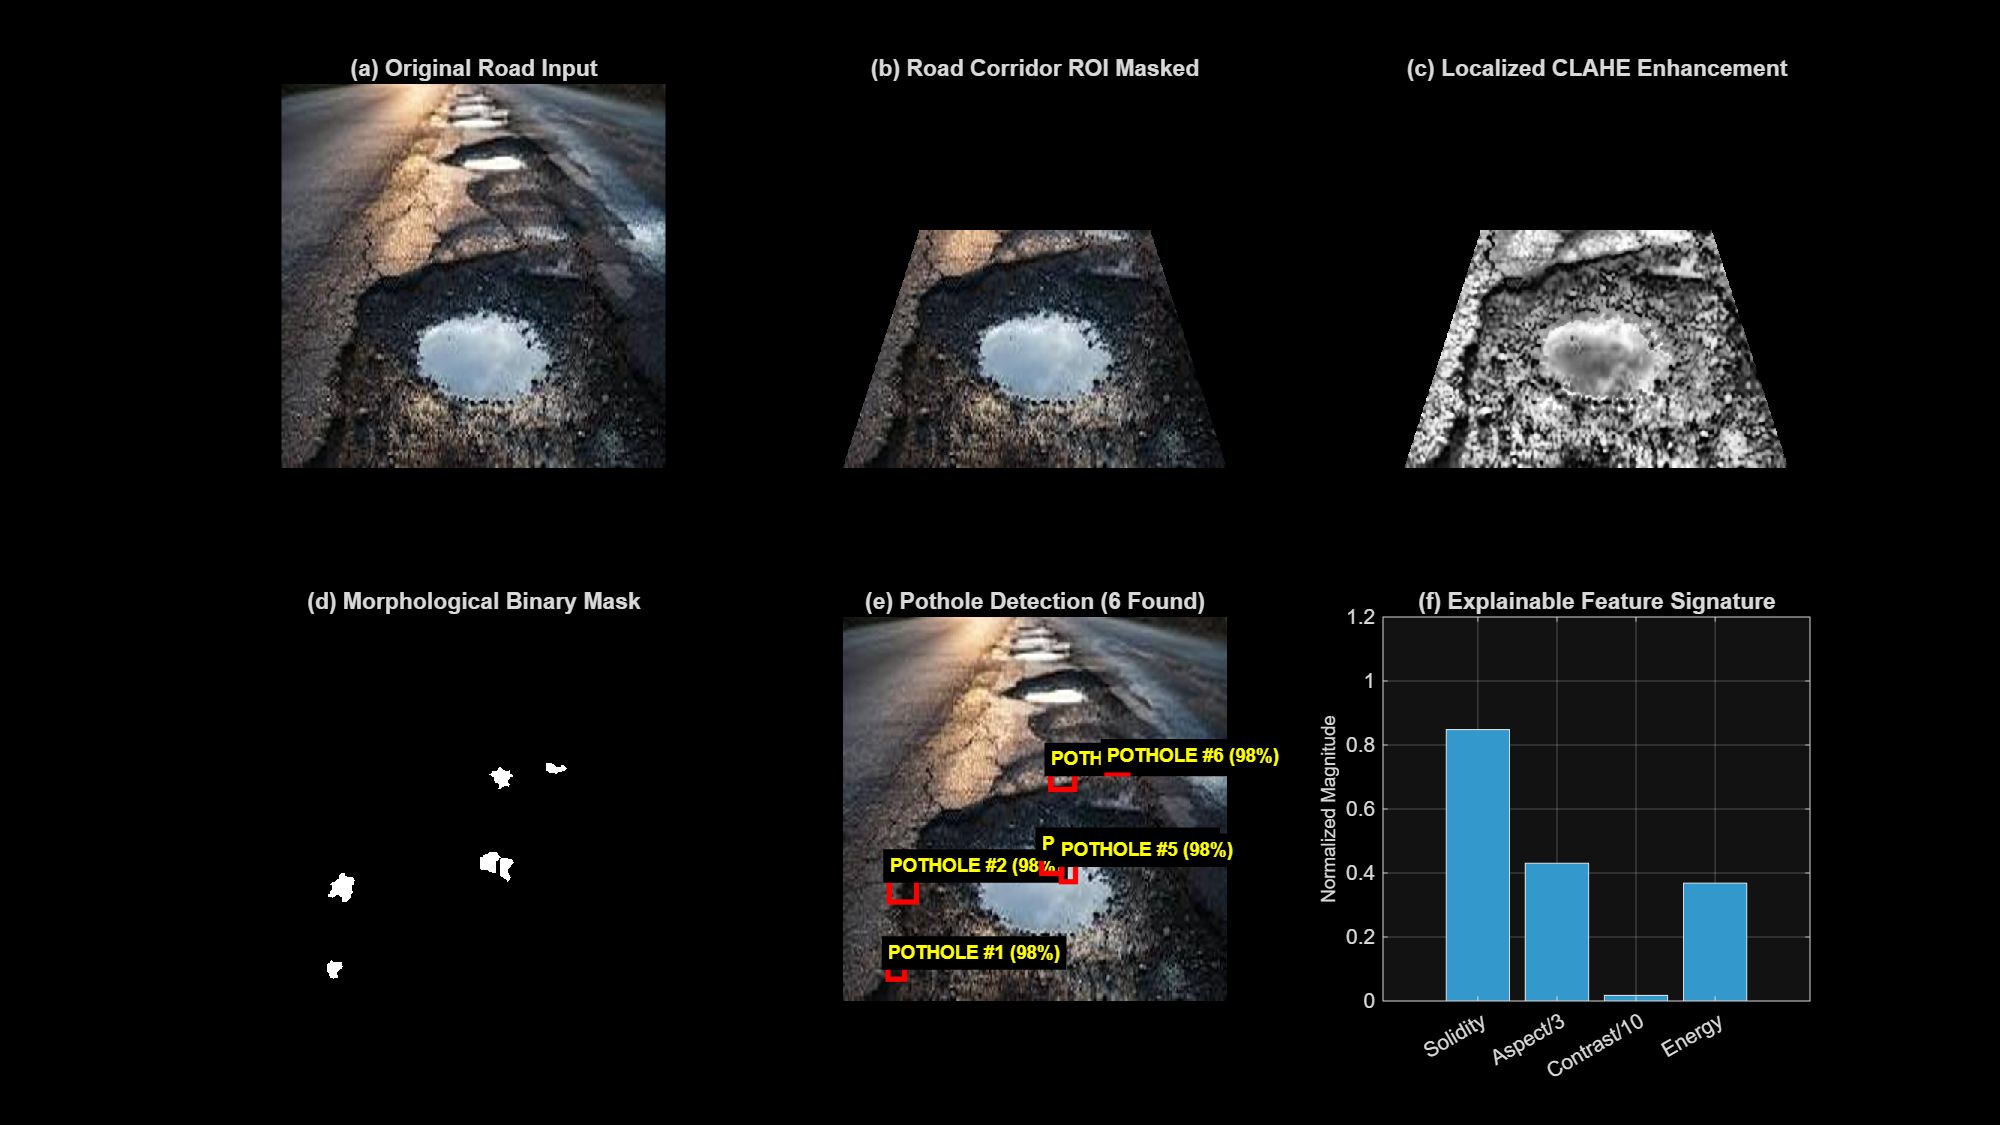 (a) Original Road Input
(b) Road Corridor ROI Masked
(c) Localized CLAHE Enhancement
(d) Morphological Binary Mask
(e) Pothole Detection (6 Found)
POTH
POTHOLE #6 (98%)
P
POTHOLE #5 (98%)
POTHOLE #2 (98%
POTHOLE #1 (98%)
(f) Explainable Feature Signature
Normalized Magnitude
1.2
1
0.8
0.6
0.4
0.2
0
Solidity
Aspect/3
Contrast/10
Energy